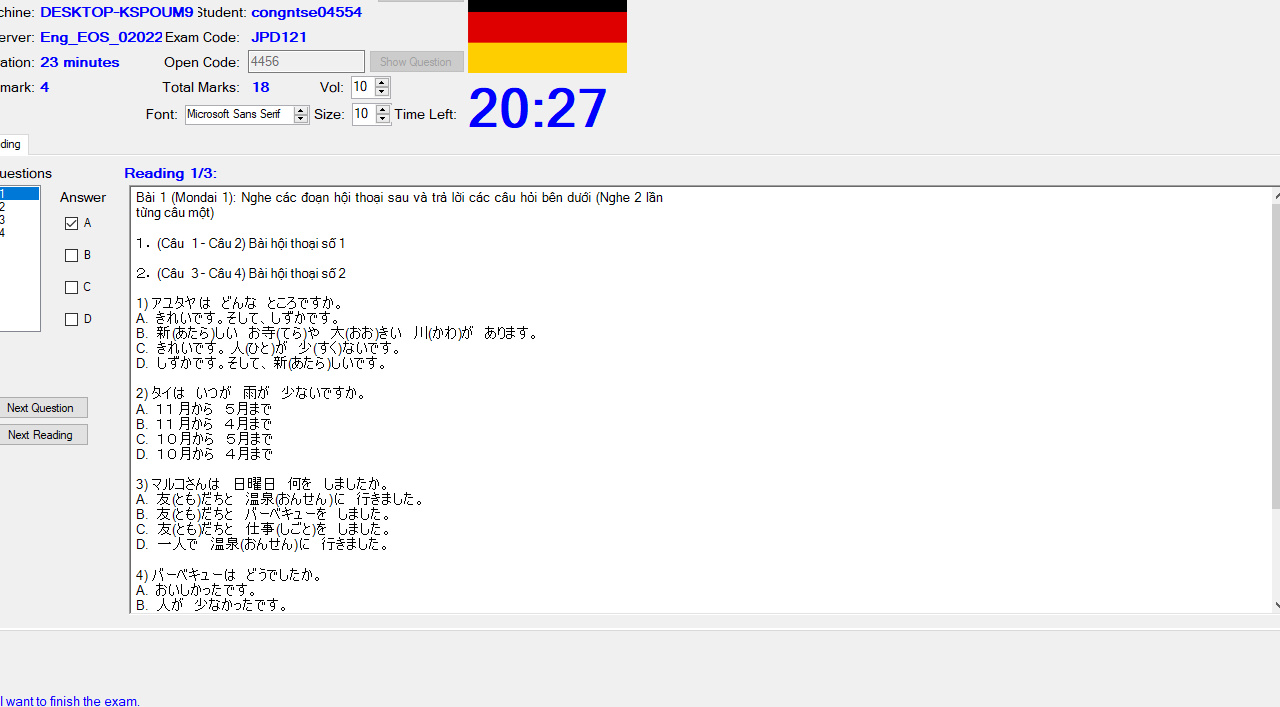 chine: DESKTOP-KSPOUM9 Student: congntse04554
erver: Eng_EOS_02022 Exam Code: JPD121
ation: 23 minutes Open Code: 4456 Show Question
mark: 4 Total Marks: 18 Vol: 10
Font: Microsoft Sans Serif Size: 10 Time Left: 20:27
ding
uestions Reading 1/3:
1 Answer
2
3 A
4
B
C
D
Next Question
Next Reading
Bài 1 (Mondai 1): Nghe các đoạn hội thoại sau và trả lời các câu hỏi bên dưới (Nghe 2 lần
từng câu một)
１．(Câu 1 - Câu 2) Bài hội thoại số 1
２．(Câu 3 - Câu 4) Bài hội thoại số 2
1) アユタヤは　どんな　ところですか。
A. きれいです。そして、しずかです。
B. 新(あたら)しい　お寺(てら)や　大(おお)きい　川(かわ)が　あります。
C. きれいです。人(ひと)が　少(すく)ないです。
D. しずかです。そして、新(あたら)しいです。
2) タイは　いつが　雨が　少ないですか。
A. １１月から　５月まで
B. １１月から　４月まで
C. １０月から　５月まで
D. １０月から　４月まで
3) マルコさんは　日曜日　何を　しましたか。
A. 友(とも)だちと　温泉(おんせん)に　行きました。
B. 友(とも)だちと　バーベキューを　しました。
C. 友(とも)だちと　仕事(しごと)を　しました。
D. 一人で　温泉(おんせん)に　行きました。
4) バーベキューは　どうでしたか。
A. おいしかったです。
B. 人が　少なかったです。
I want to finish the exam.